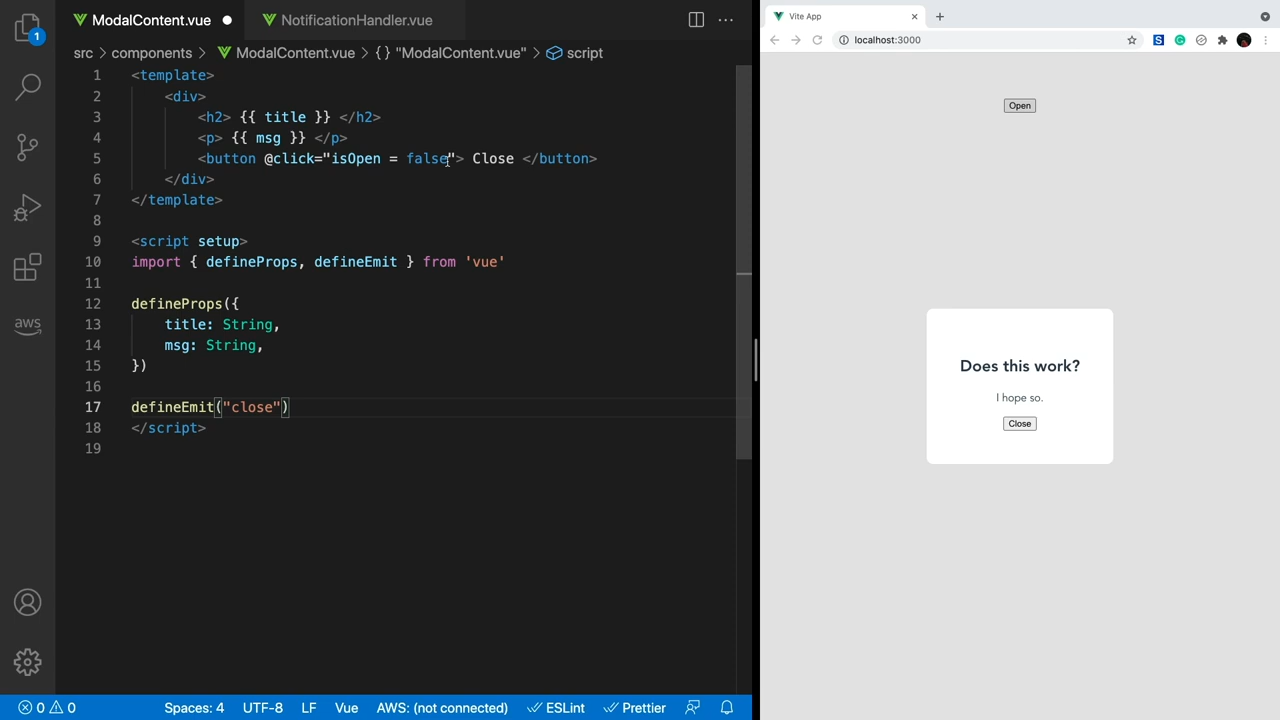 ModalContent.vue
NotificationHandler.vue
src > components > ModalContent.vue > {} "ModalContent.vue" > script
1
1 <template>
2 <div>
3 <h2> {{ title }} </h2>
4 <p> {{ msg }} </p>
5 <button @click="isOpen = false"> Close </button>
6 </div>
7 </template>
8
9 <script setup>
10 import { defineProps, defineEmit } from 'vue'
11
12 defineProps({
13 title: String,
14 msg: String,
15 })
16
17 defineEmit("close")
18 </script>
19
aws
0 0
Spaces: 4
UTF-8
LF
Vue
AWS: (not connected)
ESLint
Prettier
Vite App
localhost:3000
S
Open
Does this work?
I hope so.
Close